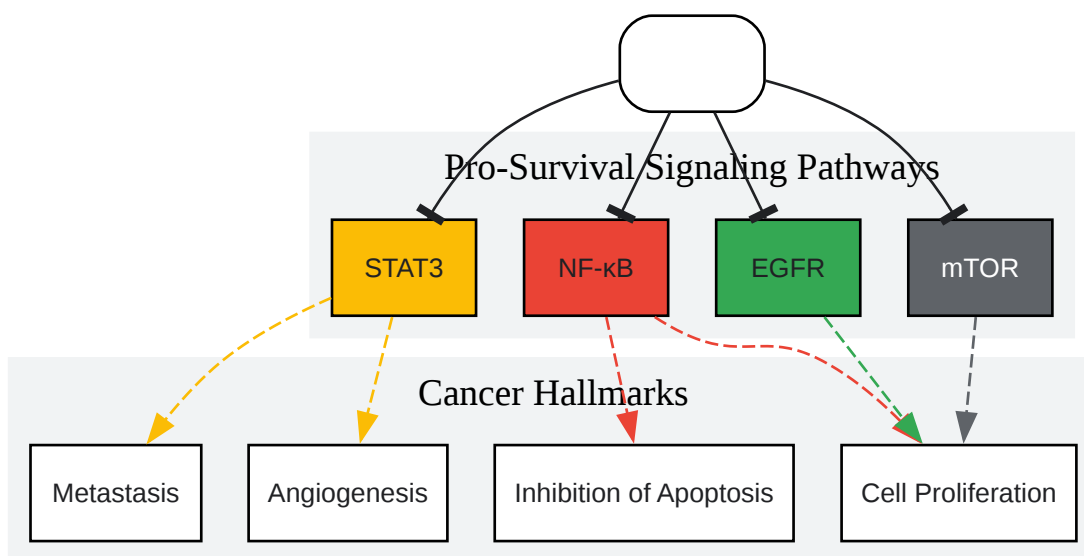 Pro-Survival Signaling Pathways
STAT3
NF-κB
EGFR
mTOR
Cancer Hallmarks
Metastasis
Angiogenesis
Inhibition of Apoptosis
Cell Proliferation